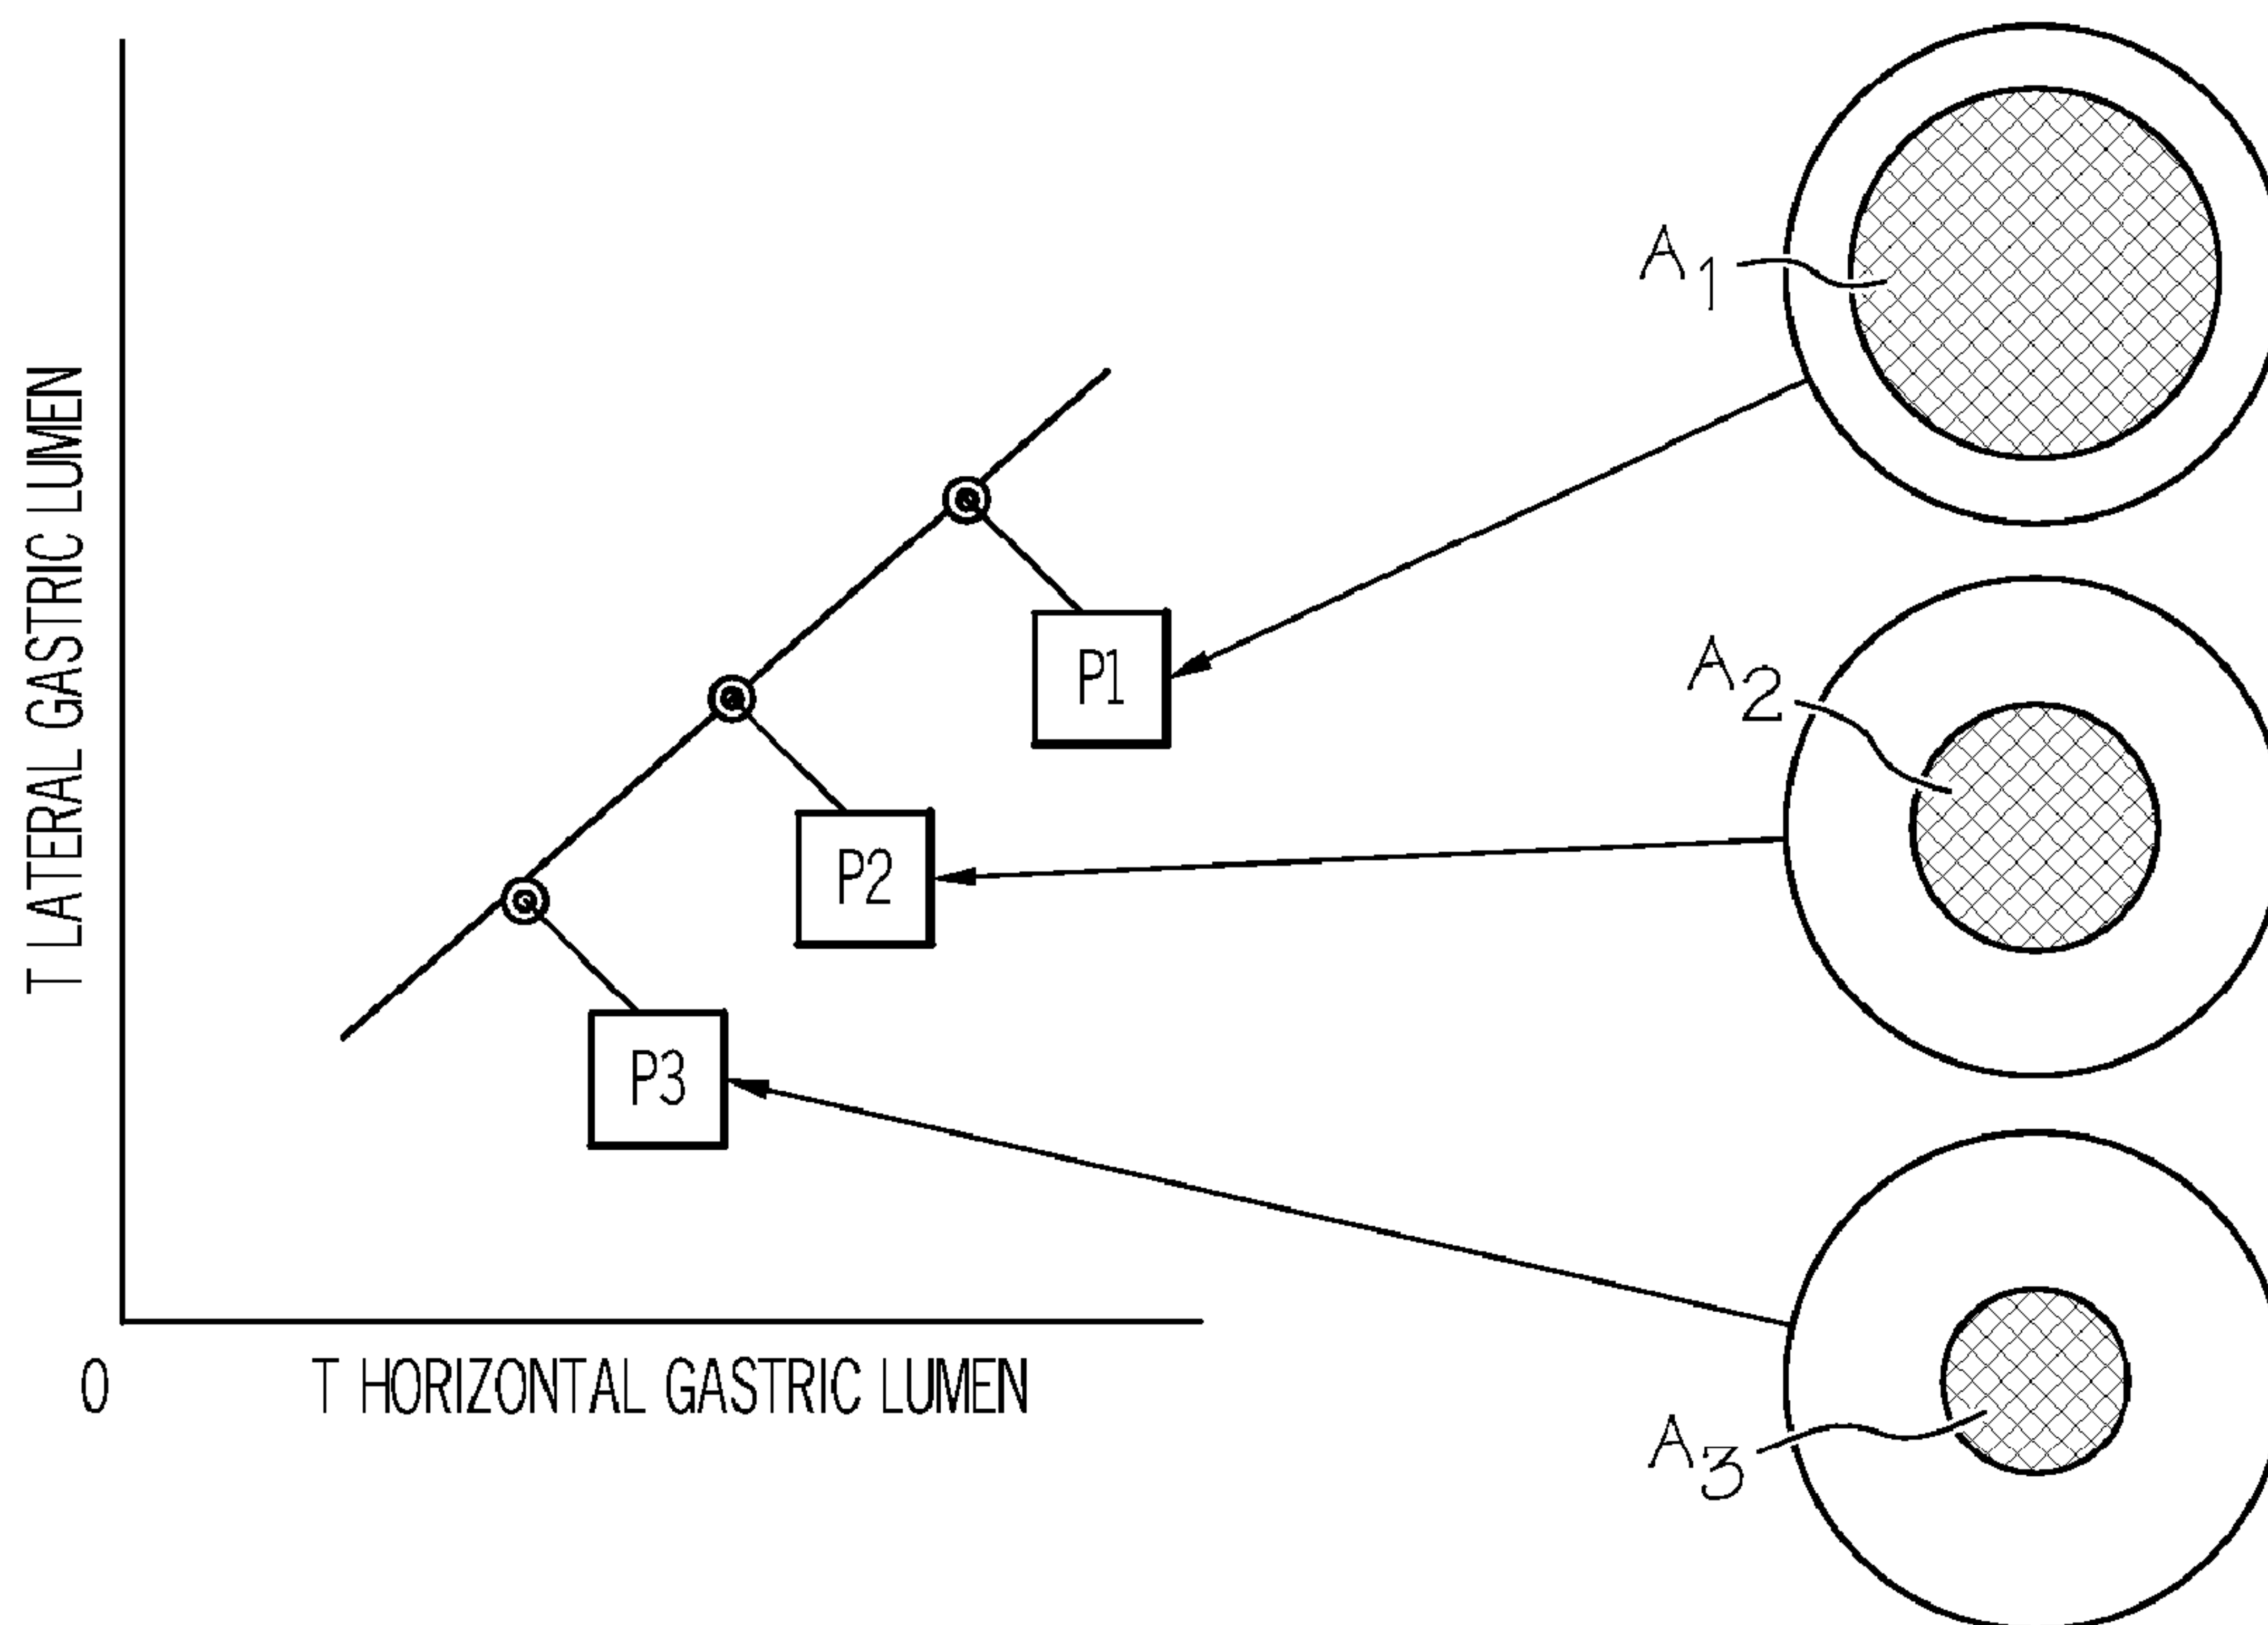 T LATERAL GASTRIC LUMEN
A1
P1
A2
P2
P3
A3
0
T HORIZONTAL GASTRIC LUMEN